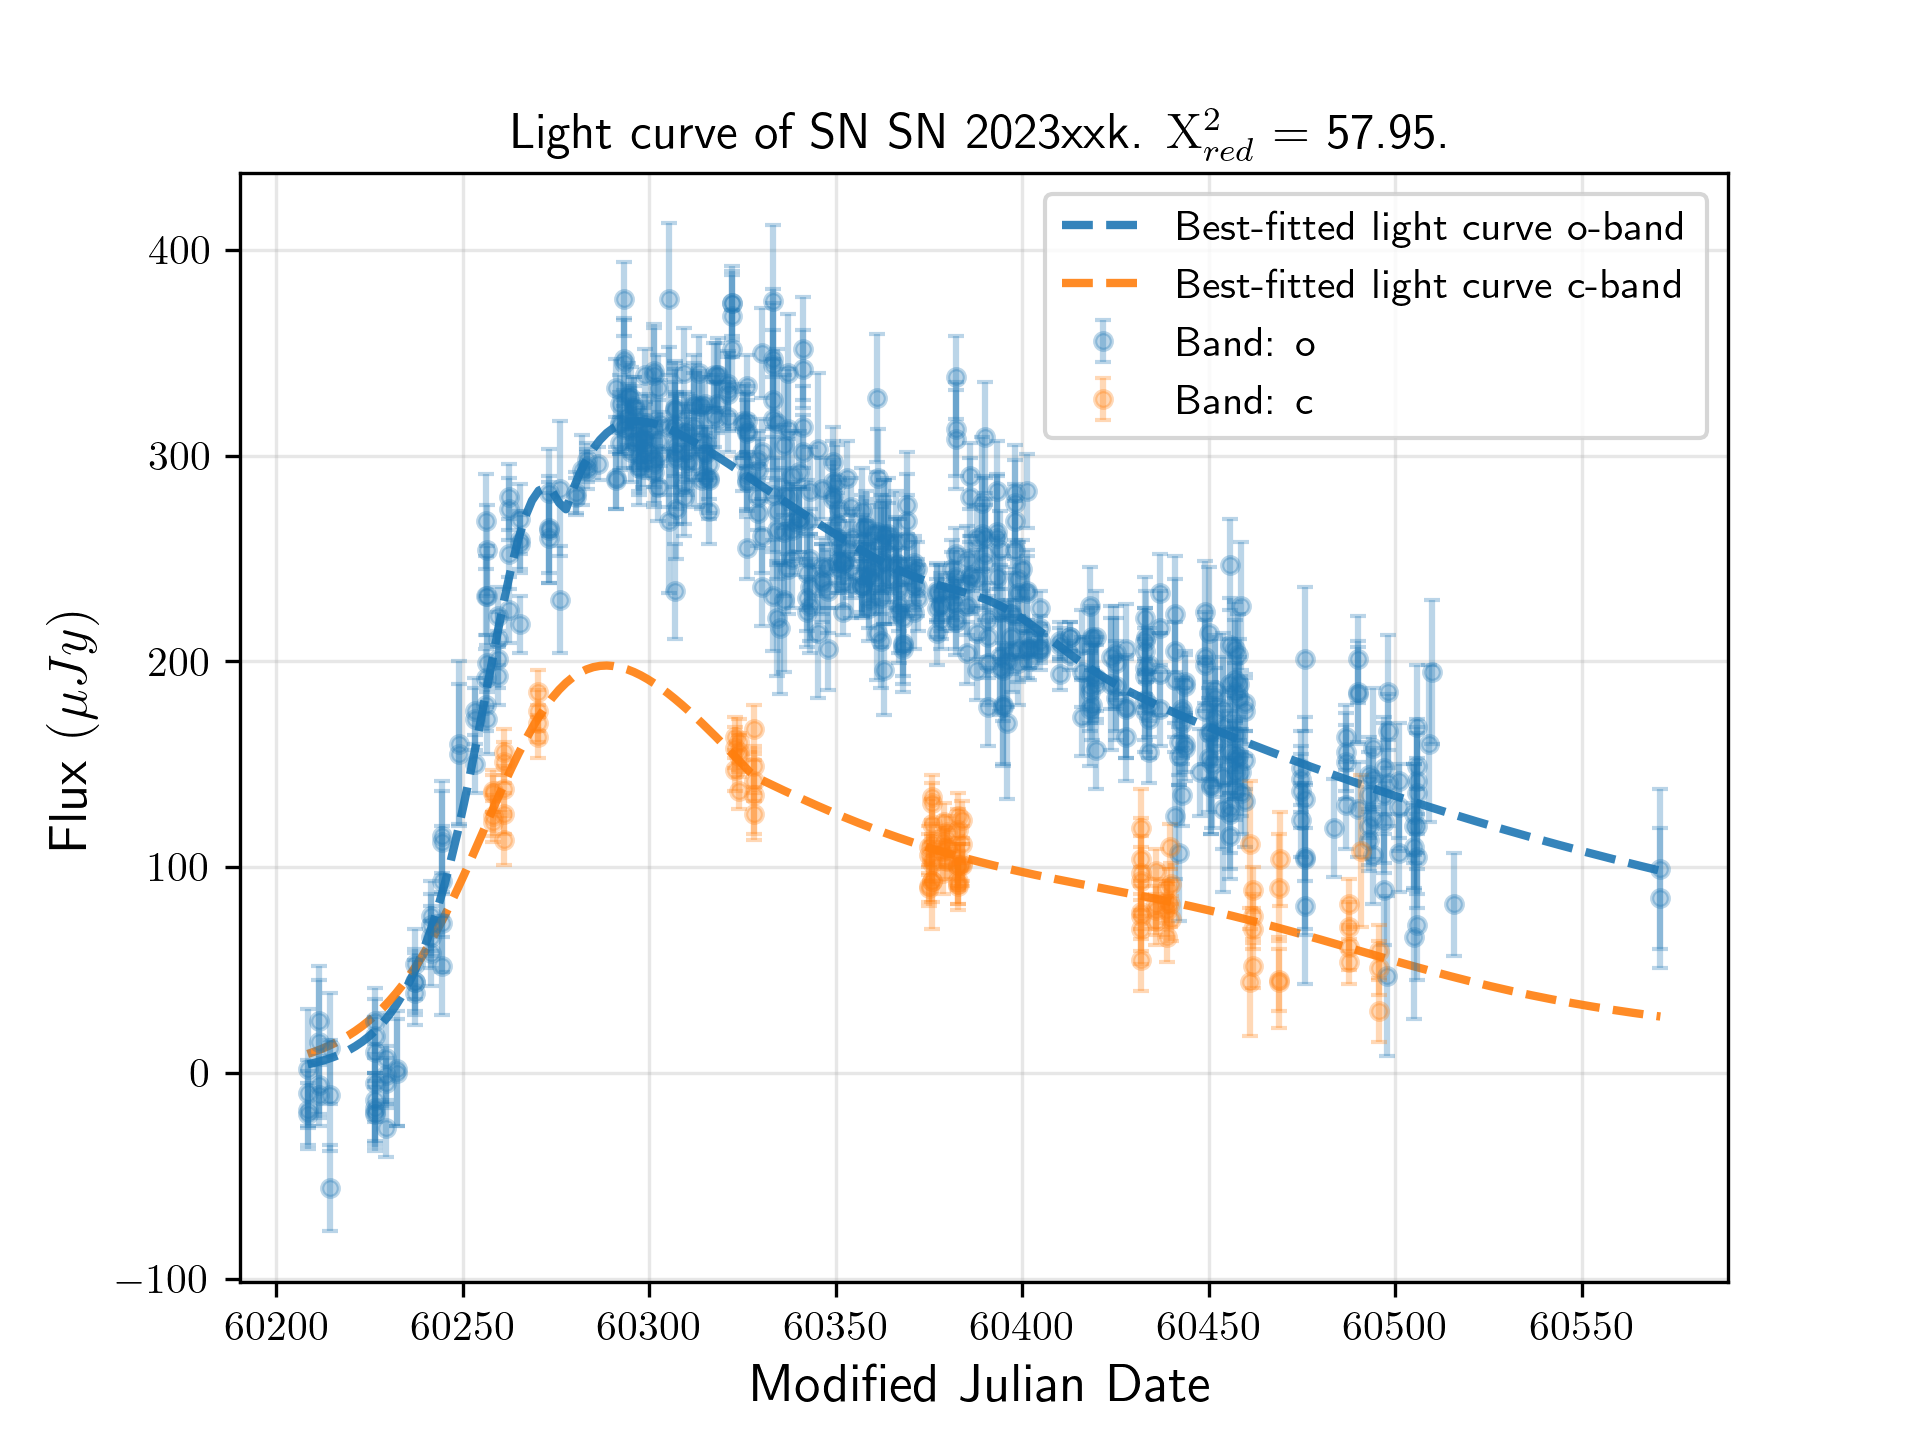 Light curve of SN SN 2023xxk. X²_red = 57.95.
Best-fitted light curve o-band
Best-fitted light curve c-band
Band: o
Band: c
Flux (μJy)
400
300
200
100
0
−100
60200 60250 60300 60350 60400 60450 60500 60550
Modified Julian Date